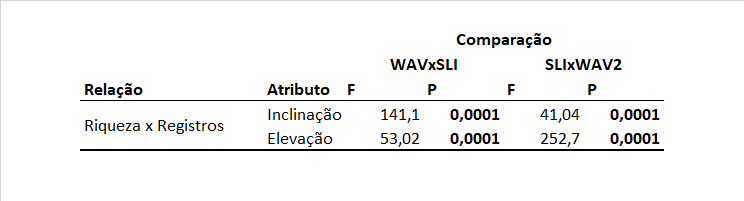 Comparação
WAVxSLI SLIxWAV2
Relação Atributo F P F P
Riqueza x Registros Inclinação 141,1 0,0001 41,04 0,0001
Elevação 53,02 0,0001 252,7 0,0001